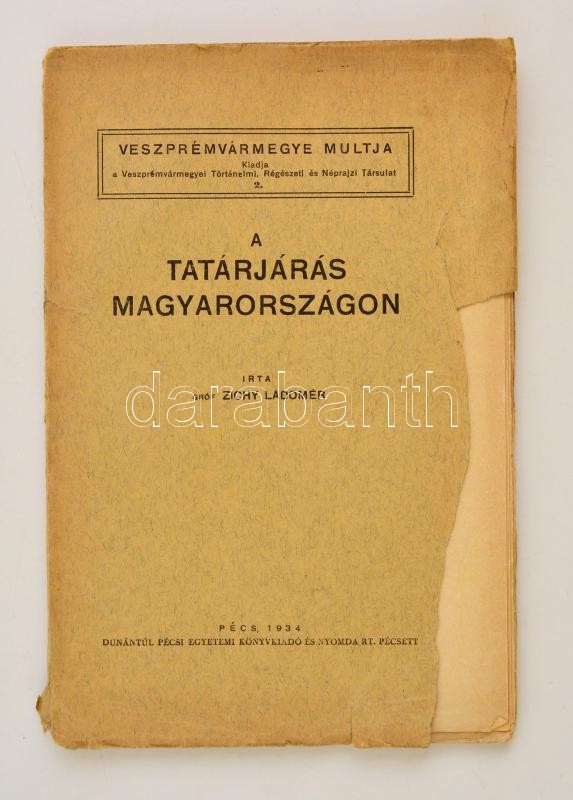 VESZPRÉMVÁRMEGYE MULTJA
Kiadja
a Veszprémvármegyei Történelmi, Régészeti és Néprajzi Társulat
2.
A
TATÁRJÁRÁS
MAGYARORSZÁGON
IRTA
GRÓF ZICHY LADOMÉR
darabanth
PÉCS, 1934
DUNÁNTÚL PÉCSI EGYETEMI KÖNYVKIADÓ ÉS NYOMDA RT. PÉCSETT